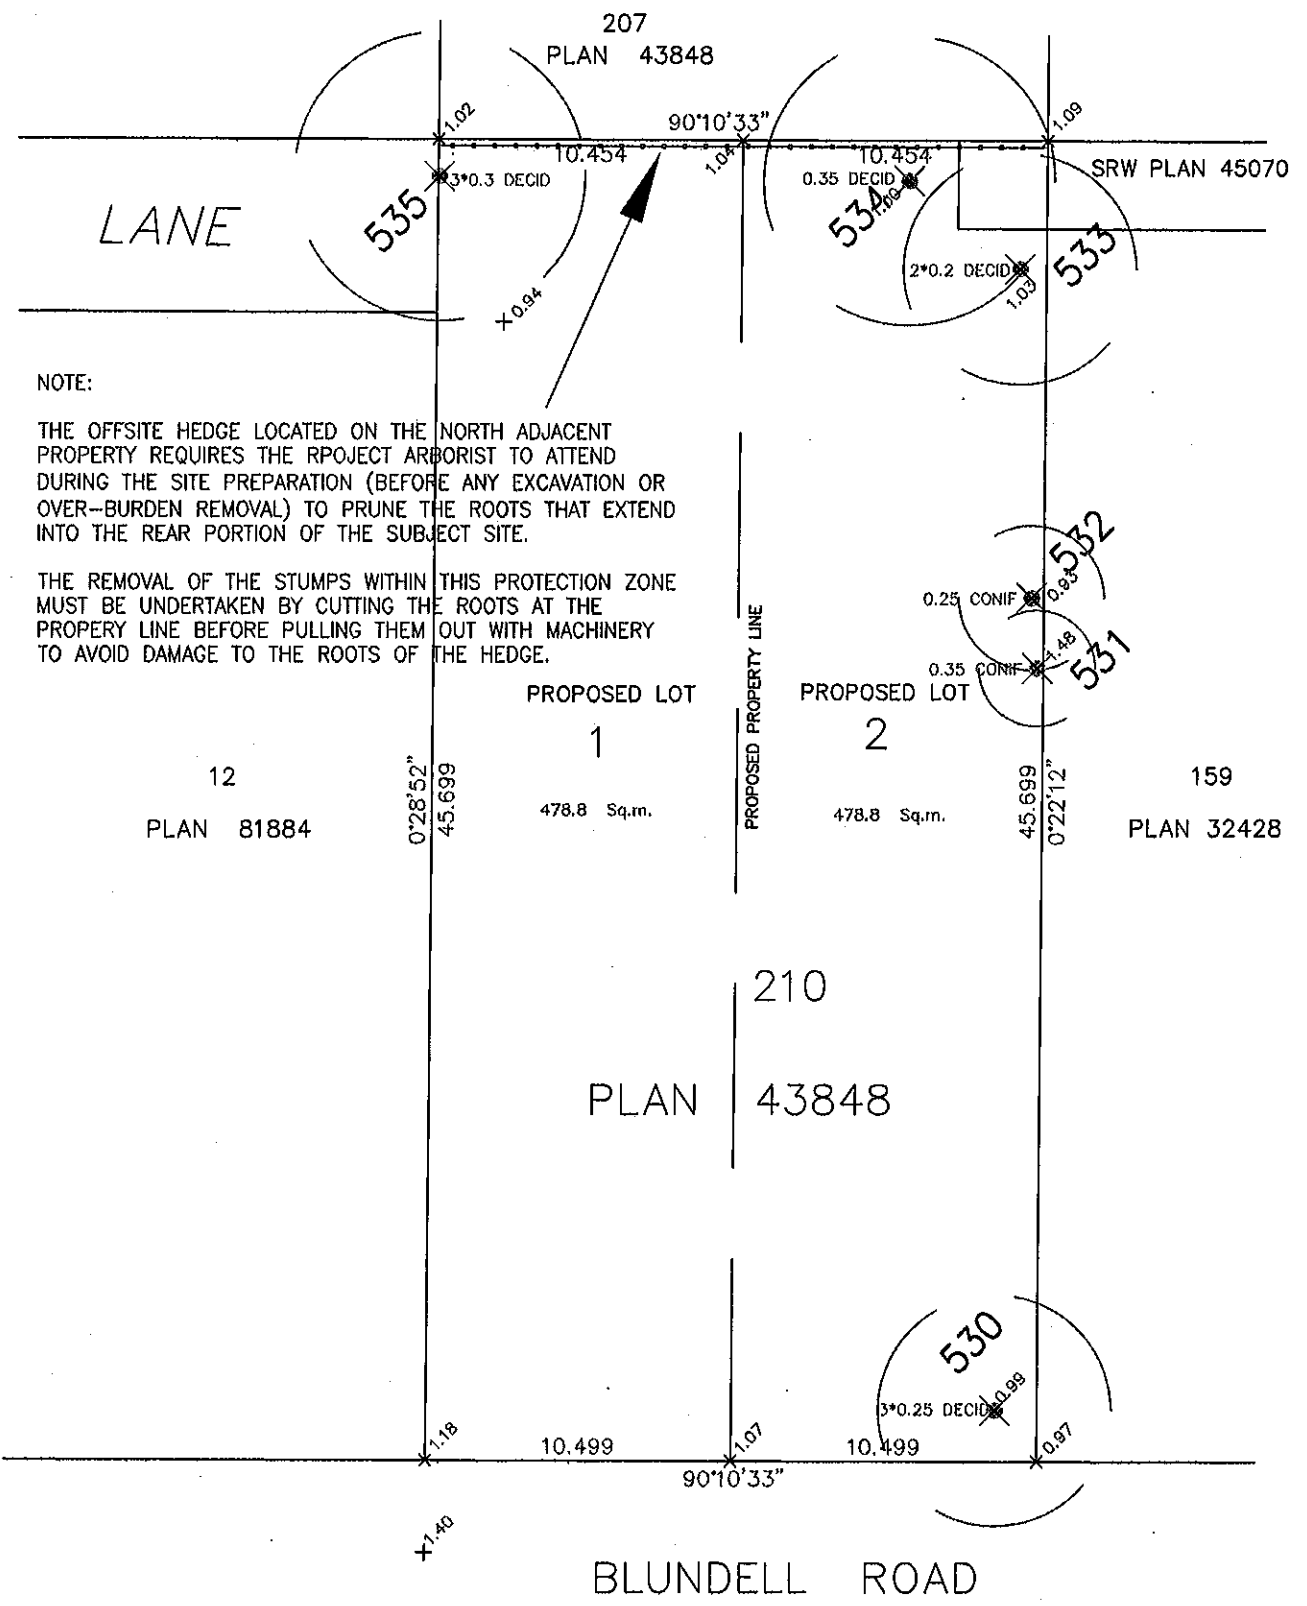 207
PLAN 43848
1.02
90°10'33"
1.09
10.454
1.04
10.454
SRW PLAN 45070
3*0.3 DECID
0.35 DECID
1.00
535
534
533
LANE
2*0.2 DECID
1.03
0.94
NOTE:
THE OFFSITE HEDGE LOCATED ON THE NORTH ADJACENT
PROPERTY REQUIRES THE RPOJECT ARBORIST TO ATTEND
DURING THE SITE PREPARATION (BEFORE ANY EXCAVATION OR
OVER-BURDEN REMOVAL) TO PRUNE THE ROOTS THAT EXTEND
INTO THE REAR PORTION OF THE SUBJECT SITE.
THE REMOVAL OF THE STUMPS WITHIN THIS PROTECTION ZONE
MUST BE UNDERTAKEN BY CUTTING THE ROOTS AT THE
PROPERY LINE BEFORE PULLING THEM OUT WITH MACHINERY
TO AVOID DAMAGE TO THE ROOTS OF THE HEDGE.
532
0.25 CONIF
0.93
0.35 CONIF
1.48
531
PROPOSED LOT
1
478.8 Sq.m.
PROPOSED PROPERTY LINE
PROPOSED LOT
2
478.8 Sq.m.
12
PLAN 81884
0°28'52"
45.699
45.699
0°22'12"
159
PLAN 32428
210
PLAN 43848
530
3*0.25 DECID
0.99
1.18
10.499
1.07
10.499
0.97
90°10'33"
1.40
BLUNDELL ROAD